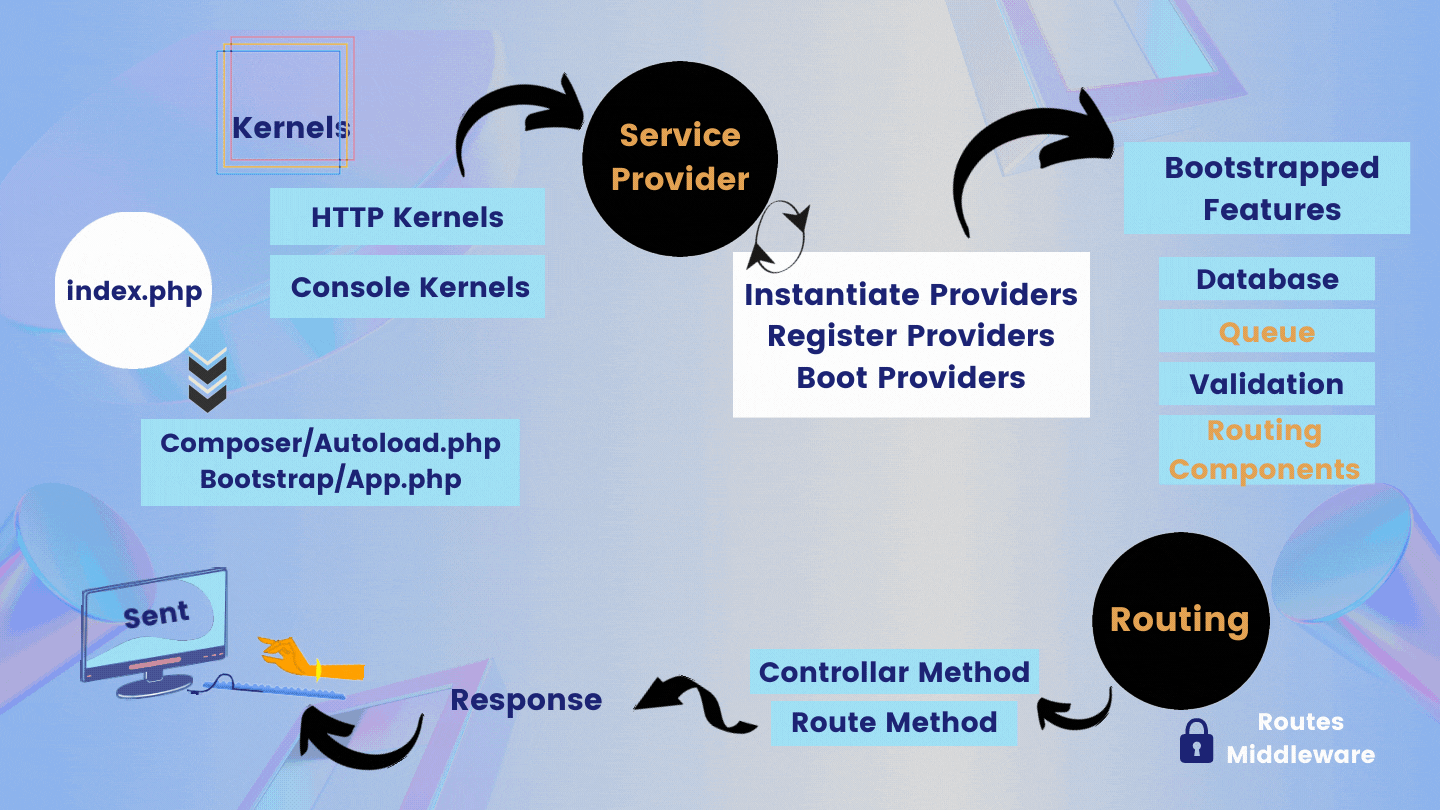 Kernels
HTTP Kernels
Console Kernels
index.php
Composer/Autoload.php
Bootstrap/App.php
Service
Provider
Instantiate Providers
Register Providers
Boot Providers
Bootstrapped
Features
Database
Queue
Validation
Routing
Components
Routing
Routes
Middleware
Controllar Method
Route Method
Response
Sent